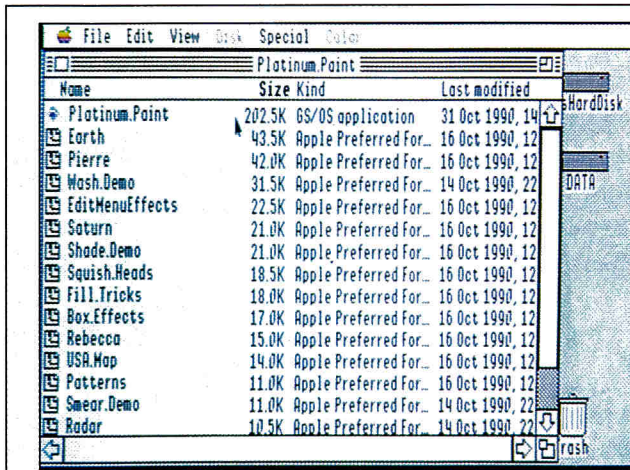 File Edit View Disk Special Color
Platinum.Paint
Name Size Kind Last modified
Platinum.Paint 202.5K GS/OS application 31 Oct 1990, 14
Earth 43.5K Apple Preferred For… 16 Oct 1990, 12
Pierre 42.0K Apple Preferred For… 16 Oct 1990, 12
Wash.Demo 31.5K Apple Preferred For… 14 Oct 1990, 22
EditMenuEffects 22.5K Apple Preferred For… 16 Oct 1990, 12
Saturn 21.0K Apple Preferred For… 16 Oct 1990, 12
Shade.Demo 21.0K Apple Preferred For… 16 Oct 1990, 12
Squish.Heads 18.5K Apple Preferred For… 16 Oct 1990, 12
Fill.Tricks 18.0K Apple Preferred For… 16 Oct 1990, 12
Box.Effects 17.0K Apple Preferred For… 16 Oct 1990, 12
Rebecca 15.0K Apple Preferred For… 16 Oct 1990, 12
USA.Map 14.0K Apple Preferred For… 16 Oct 1990, 12
Patterns 11.0K Apple Preferred For… 16 Oct 1990, 12
Smear.Demo 11.0K Apple Preferred For… 14 Oct 1990, 22
Radar 10.5K Apple Preferred For… 14 Oct 1990, 22
sHardDisk
DATA
rash